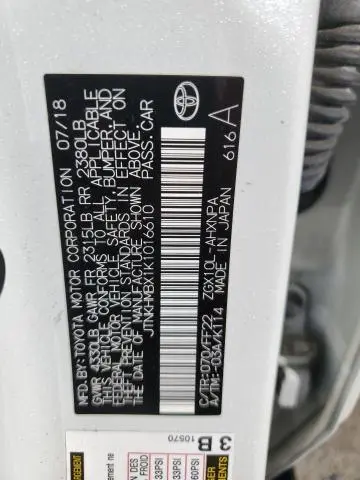 MFD. BY: TOYOTA MOTOR CORPORATION 07/18
GVWR 4330LB GAWR FR 2315LB RR 2380LB
THIS VEHICLE CONFORMS TO ALL APPLICABLE
FEDERAL MOTOR VEHICLE SAFETY, BUMPER, AND
THEFT PREVENTION STANDARDS IN EFFECT ON
THE DATE OF MANUFACTURE SHOWN ABOVE.
JTNKHMBX1K1016610 PASS.CAR
C/TR:070/FF22 ZGX10L-AHXNPA
A/TM:-03A/K114 MADE IN JAPAN 616 A
3 B 10570